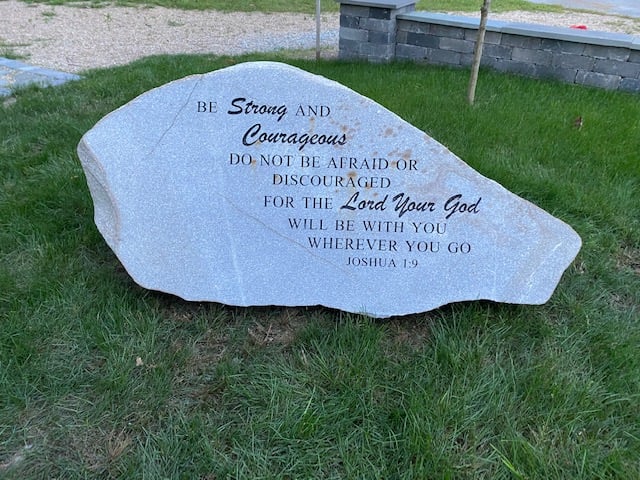 BE Strong AND
Courageous
DO NOT BE AFRAID OR
DISCOURAGED
FOR THE Lord Your God
WILL BE WITH YOU
WHEREVER YOU GO
JOSHUA 1:9